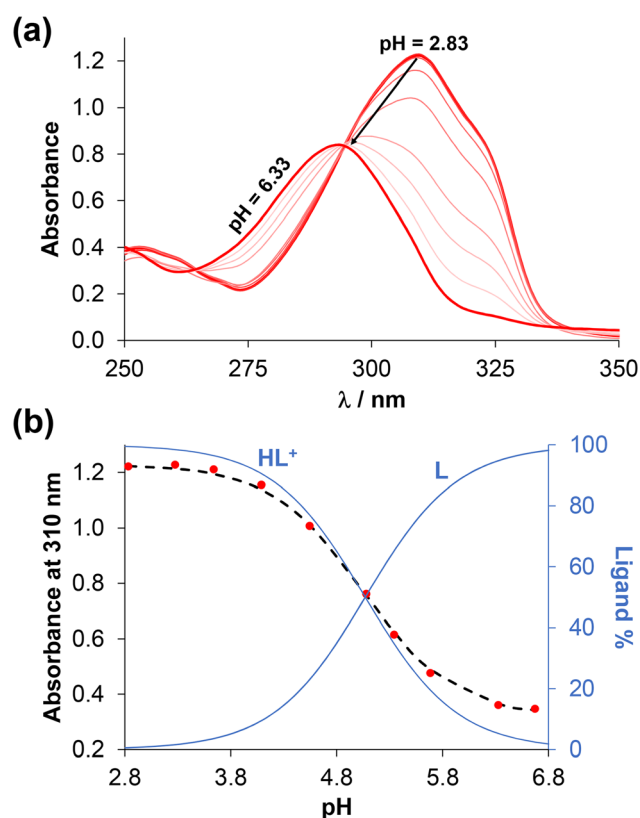 (a)
pH = 2.83
pH = 6.33
Absorbance
1.2
1.0
0.8
0.6
0.4
0.2
0.0
250 275 300 325 350
λ / nm
(b)
HL⁺
L
Absorbance at 310 nm
1.2
1.0
0.8
0.6
0.4
0.2
100
80
60
40
20
0
Ligand %
2.8 3.8 4.8 5.8 6.8
pH